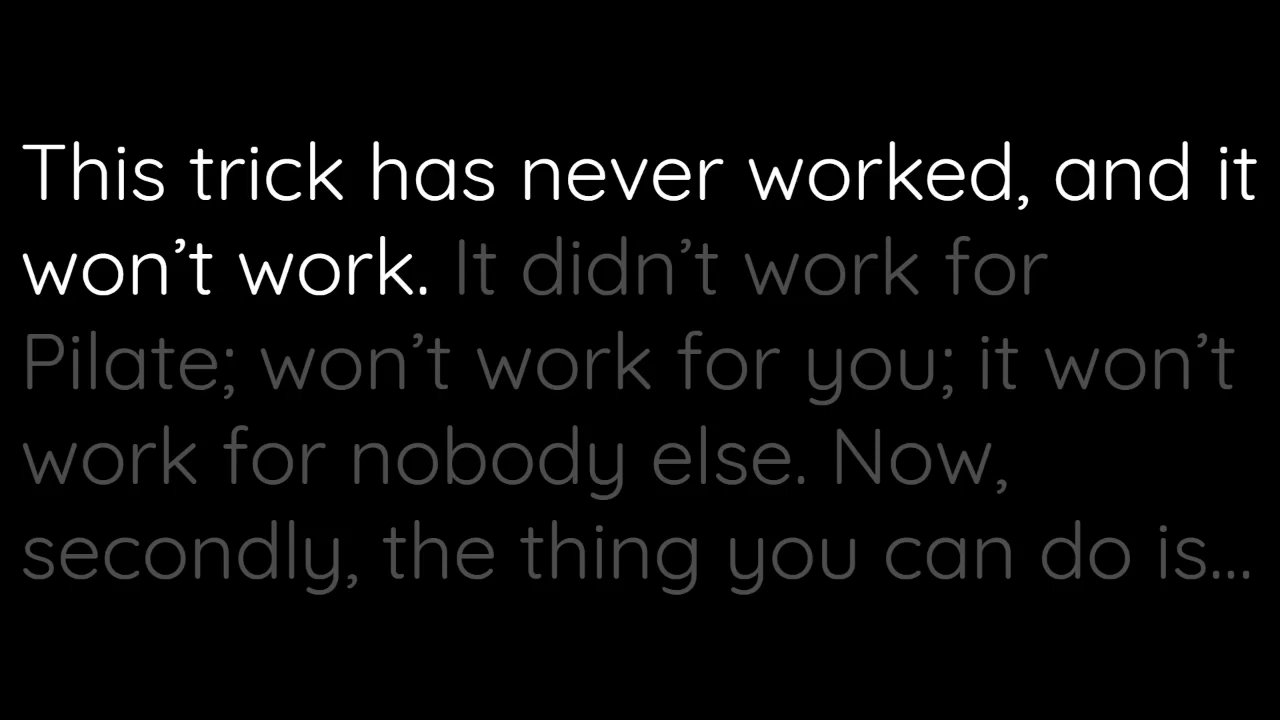 This trick has never worked, and it
won’t work. It didn’t work for
Pilate; won’t work for you; it won’t
work for nobody else. Now,
secondly, the thing you can do is...